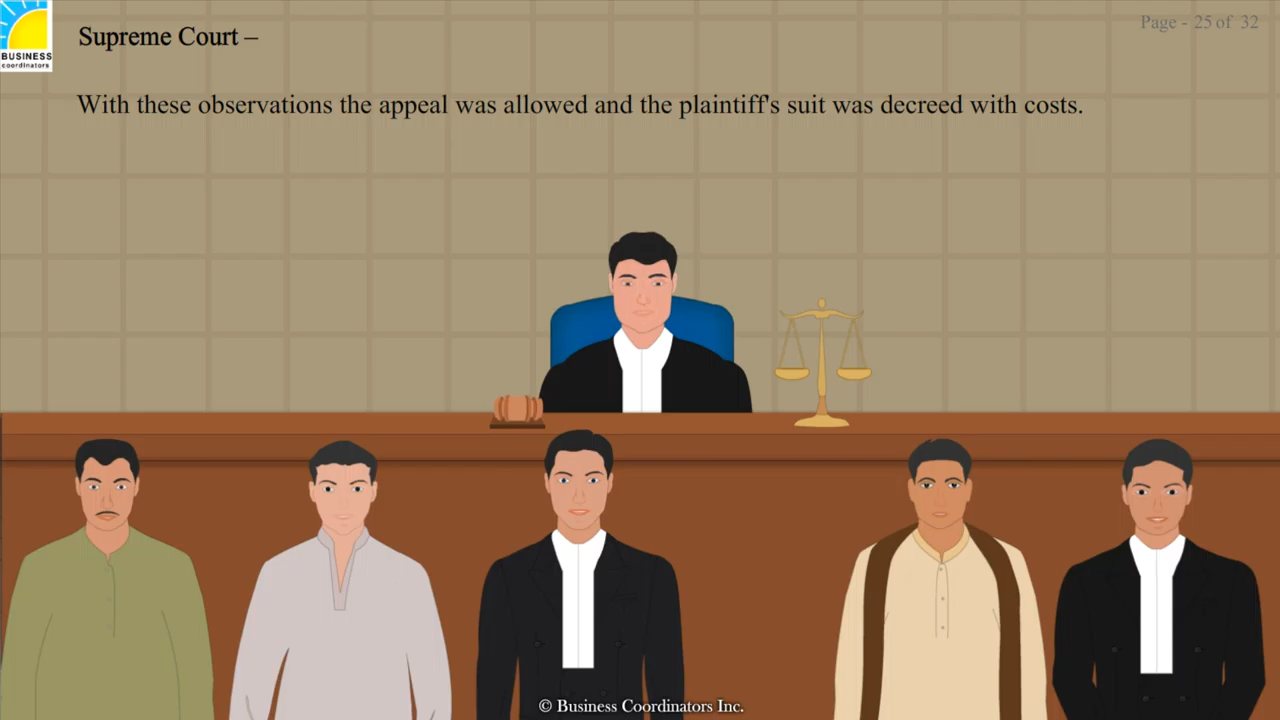 BUSINESS
coordinators
Page - 25 of 32
Supreme Court –
With these observations the appeal was allowed and the plaintiff's suit was decreed with costs.
© Business Coordinators Inc.